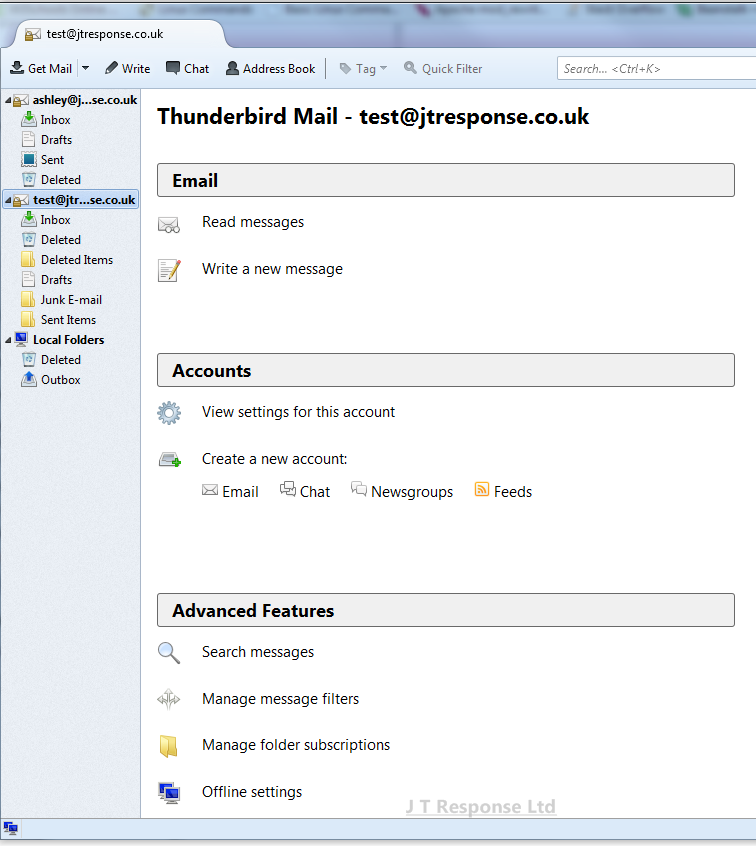 test@jtresponse.co.uk
Get Mail Write Chat Address Book Tag Quick Filter Search... <Ctrl+K>
ashley@j...se.co.uk
Inbox
Drafts
Sent
Deleted
test@jtr...se.co.uk
Inbox
Deleted
Deleted Items
Drafts
Junk E-mail
Sent Items
Local Folders
Deleted
Outbox
Thunderbird Mail - test@jtresponse.co.uk
Email
Read messages
Write a new message
Accounts
View settings for this account
Create a new account:
Email Chat Newsgroups Feeds
Advanced Features
Search messages
Manage message filters
Manage folder subscriptions
Offline settings
J T Response Ltd